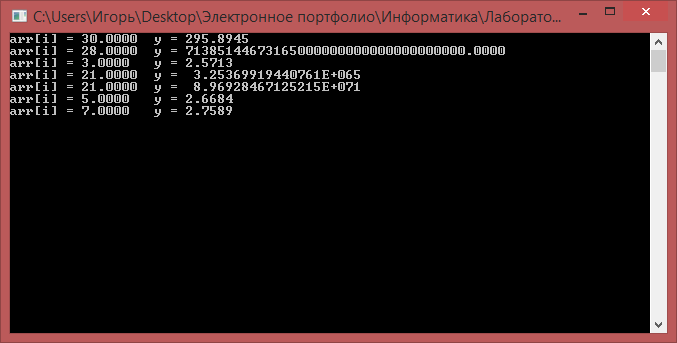 C:\Users\Игорь\Desktop\Электронное портфолио\Информатика\Лаборато...
arr[i] = 30.0000   y = 295.8945
arr[i] = 28.0000   y = 7138514467316500000000000000000000000.0000
arr[i] = 3.0000   y = 2.5713
arr[i] = 21.0000   y =  3.25369919440761E+065
arr[i] = 21.0000   y =  8.96928467125215E+071
arr[i] = 5.0000   y = 2.6684
arr[i] = 7.0000   y = 2.7589